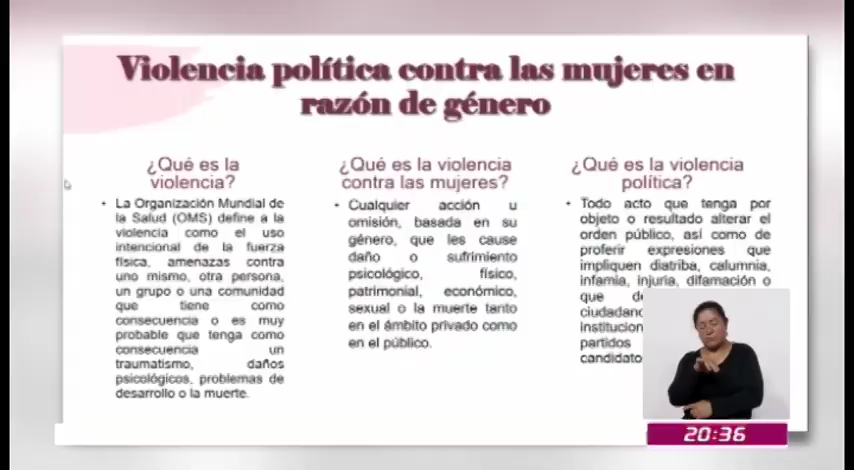 Violencia política contra las mujeres en
razón de género
¿Qué es la
violencia?
• La Organización Mundial de
la Salud (OMS) define a la
violencia como el uso
intencional de la fuerza
física, amenazas contra
uno mismo, otra persona,
un grupo o una comunidad
que tiene como
consecuencia o es muy
probable que tenga como
consecuencia un
traumatismo, daños
psicológicos, problemas de
desarrollo o la muerte.
¿Qué es la violencia
contra las mujeres?
• Cualquier acción u
omisión, basada en su
género, que les cause
daño o sufrimiento
psicológico, físico,
patrimonial, económico,
sexual o la muerte tanto
en el ámbito privado como
en el público.
¿Qué es la violencia
política?
• Todo acto que tenga por
objeto o resultado alterar el
orden público, así como de
proferir expresiones que
impliquen diatriba, calumnia,
infamia, injuria, difamación o
que
partidos
20:36